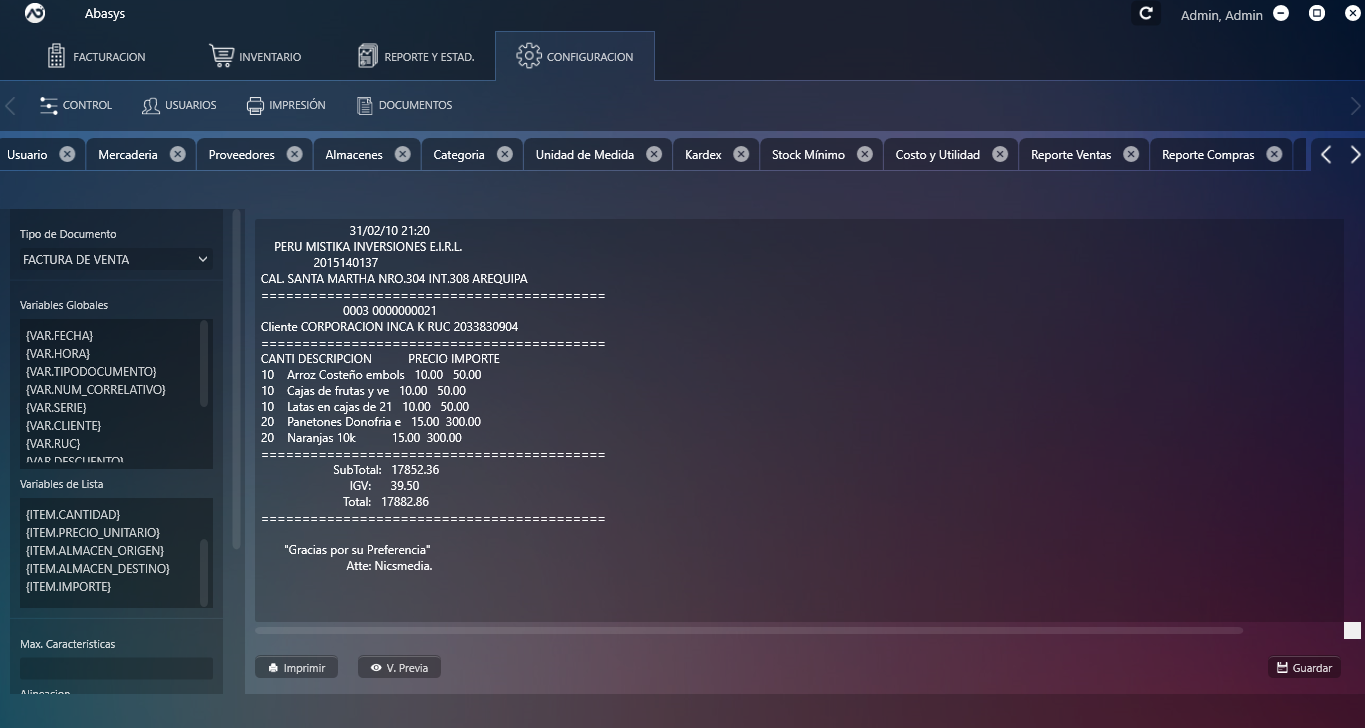 Abasys
Admin, Admin
FACTURACION
INVENTARIO
REPORTE Y ESTAD.
CONFIGURACION
CONTROL
USUARIOS
IMPRESIÓN
DOCUMENTOS
Usuario
Mercaderia
Proveedores
Almacenes
Categoria
Unidad de Medida
Kardex
Stock Mínimo
Costo y Utilidad
Reporte Ventas
Reporte Compras
Tipo de Documento
FACTURA DE VENTA
Variables Globales
{VAR.FECHA}
{VAR.HORA}
{VAR.TIPODOCUMENTO}
{VAR.NUM_CORRELATIVO}
{VAR.SERIE}
{VAR.CLIENTE}
{VAR.RUC}
{VAR.DESCUENTO}
Variables de Lista
{ITEM.CANTIDAD}
{ITEM.PRECIO_UNITARIO}
{ITEM.ALMACEN_ORIGEN}
{ITEM.ALMACEN_DESTINO}
{ITEM.IMPORTE}
Max. Caracteristicas
Alineacion
31/02/10 21:20
PERU MISTIKA INVERSIONES E.I.R.L.
2015140137
CAL. SANTA MARTHA NRO.304 INT.308 AREQUIPA
==========================================
0003 0000000021
Cliente CORPORACION INCA K RUC 2033830904
==========================================
CANTI DESCRIPCION PRECIO IMPORTE
10 Arroz Costeño embols 10.00 50.00
10 Cajas de frutas y ve 10.00 50.00
10 Latas en cajas de 21 10.00 50.00
20 Panetones Donofria e 15.00 300.00
20 Naranjas 10k 15.00 300.00
==========================================
SubTotal: 17852.36
IGV: 39.50
Total: 17882.86
==========================================
"Gracias por su Preferencia"
Atte: Nicsmedia.
Imprimir
V. Previa
Guardar